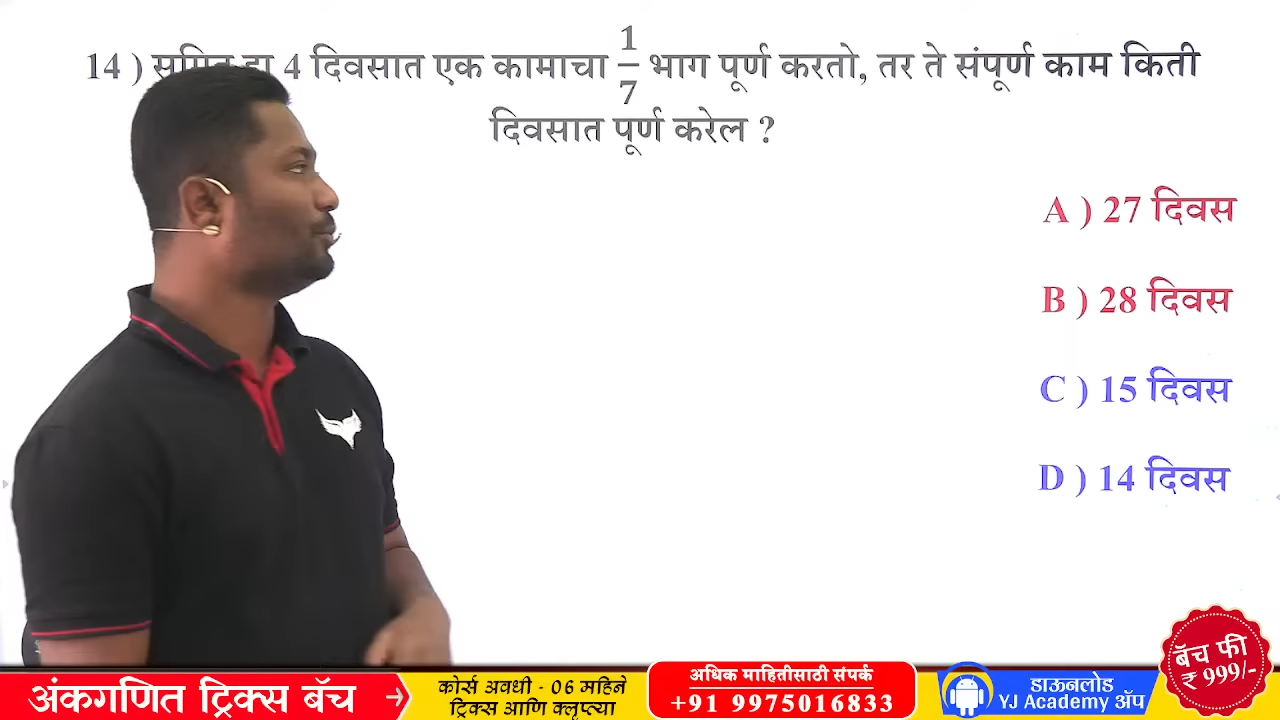 14 ) हा 4 दिवसात एक कामाचा 1/7 भाग पूर्ण करतो, तर ते संपूर्ण काम किती
दिवसात पूर्ण करेल ?
A ) 27 दिवस
B ) 28 दिवस
C ) 15 दिवस
D ) 14 दिवस
अंकगणित ट्रिक्स बॅच
कोर्स अवधी - 06 महिने
ट्रिक्स आणि क्लृप्त्या
अधिक माहितीसाठी संपर्क
+91 9975016833
डाऊनलोड
YJ Academy ॲप
बॅच फी
₹ 999/-